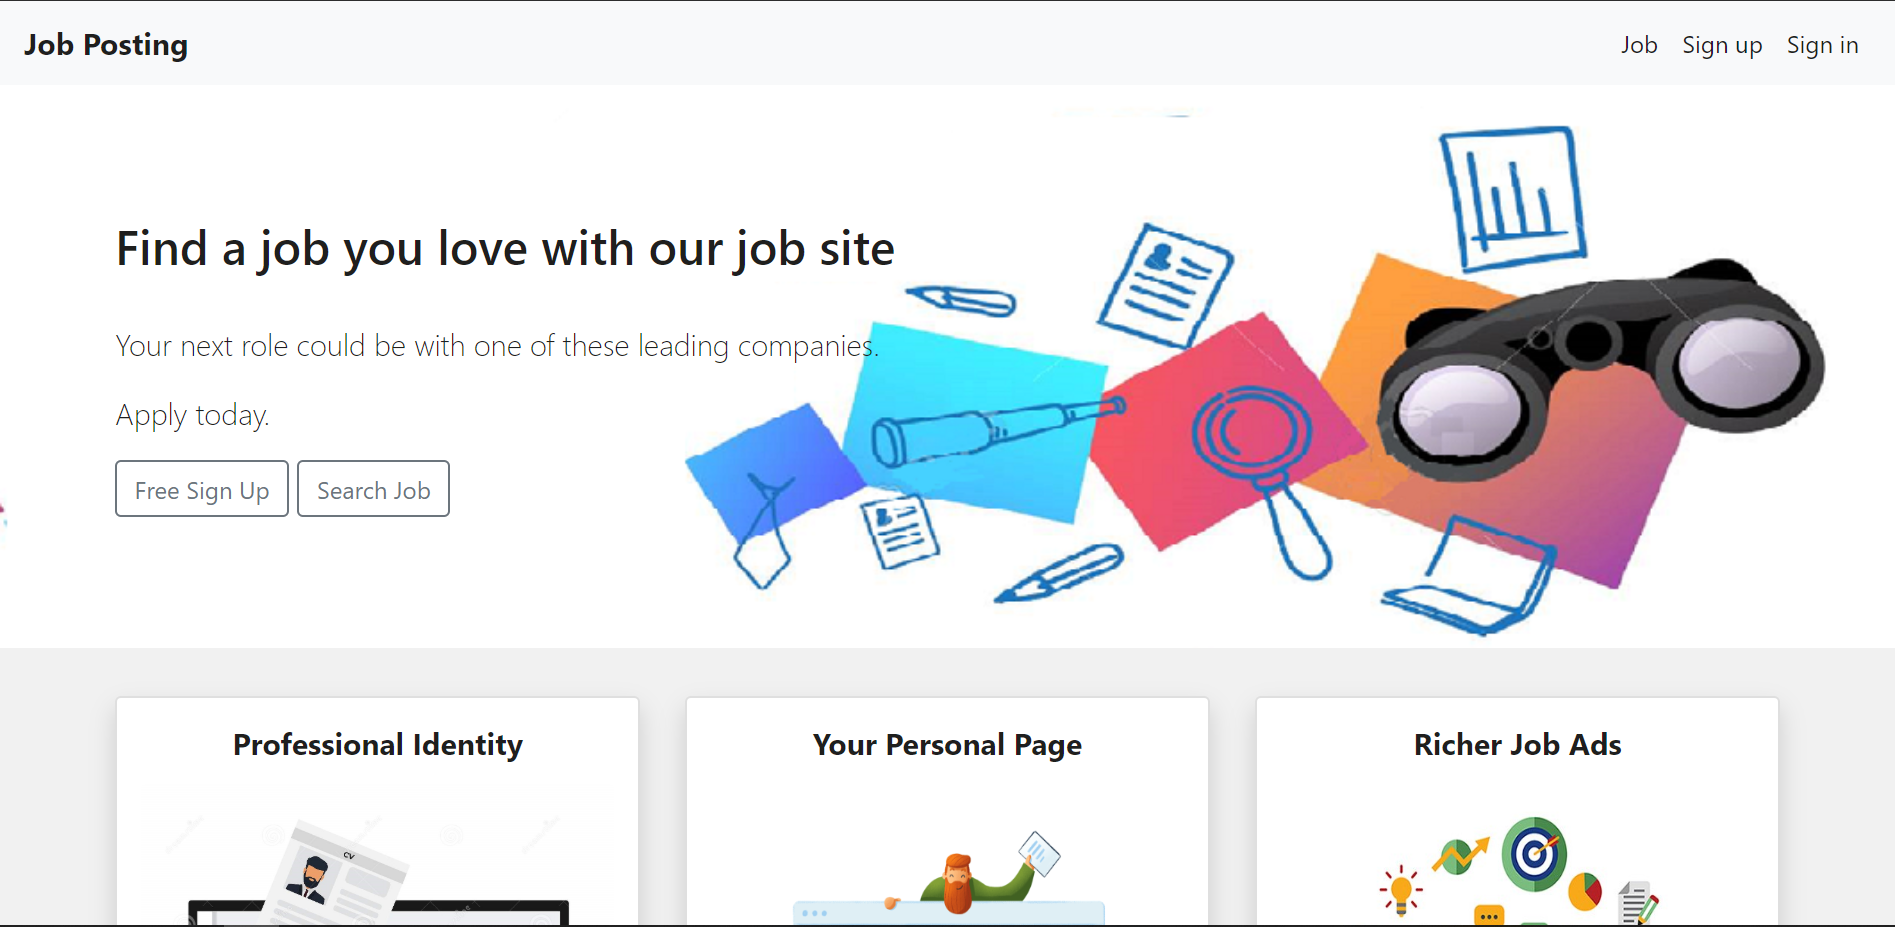 Job Posting
Job Sign up Sign in
Find a job you love with our job site
Your next role could be with one of these leading companies.
Apply today.
Free Sign Up Search Job
Professional Identity Your Personal Page Richer Job Ads
CV